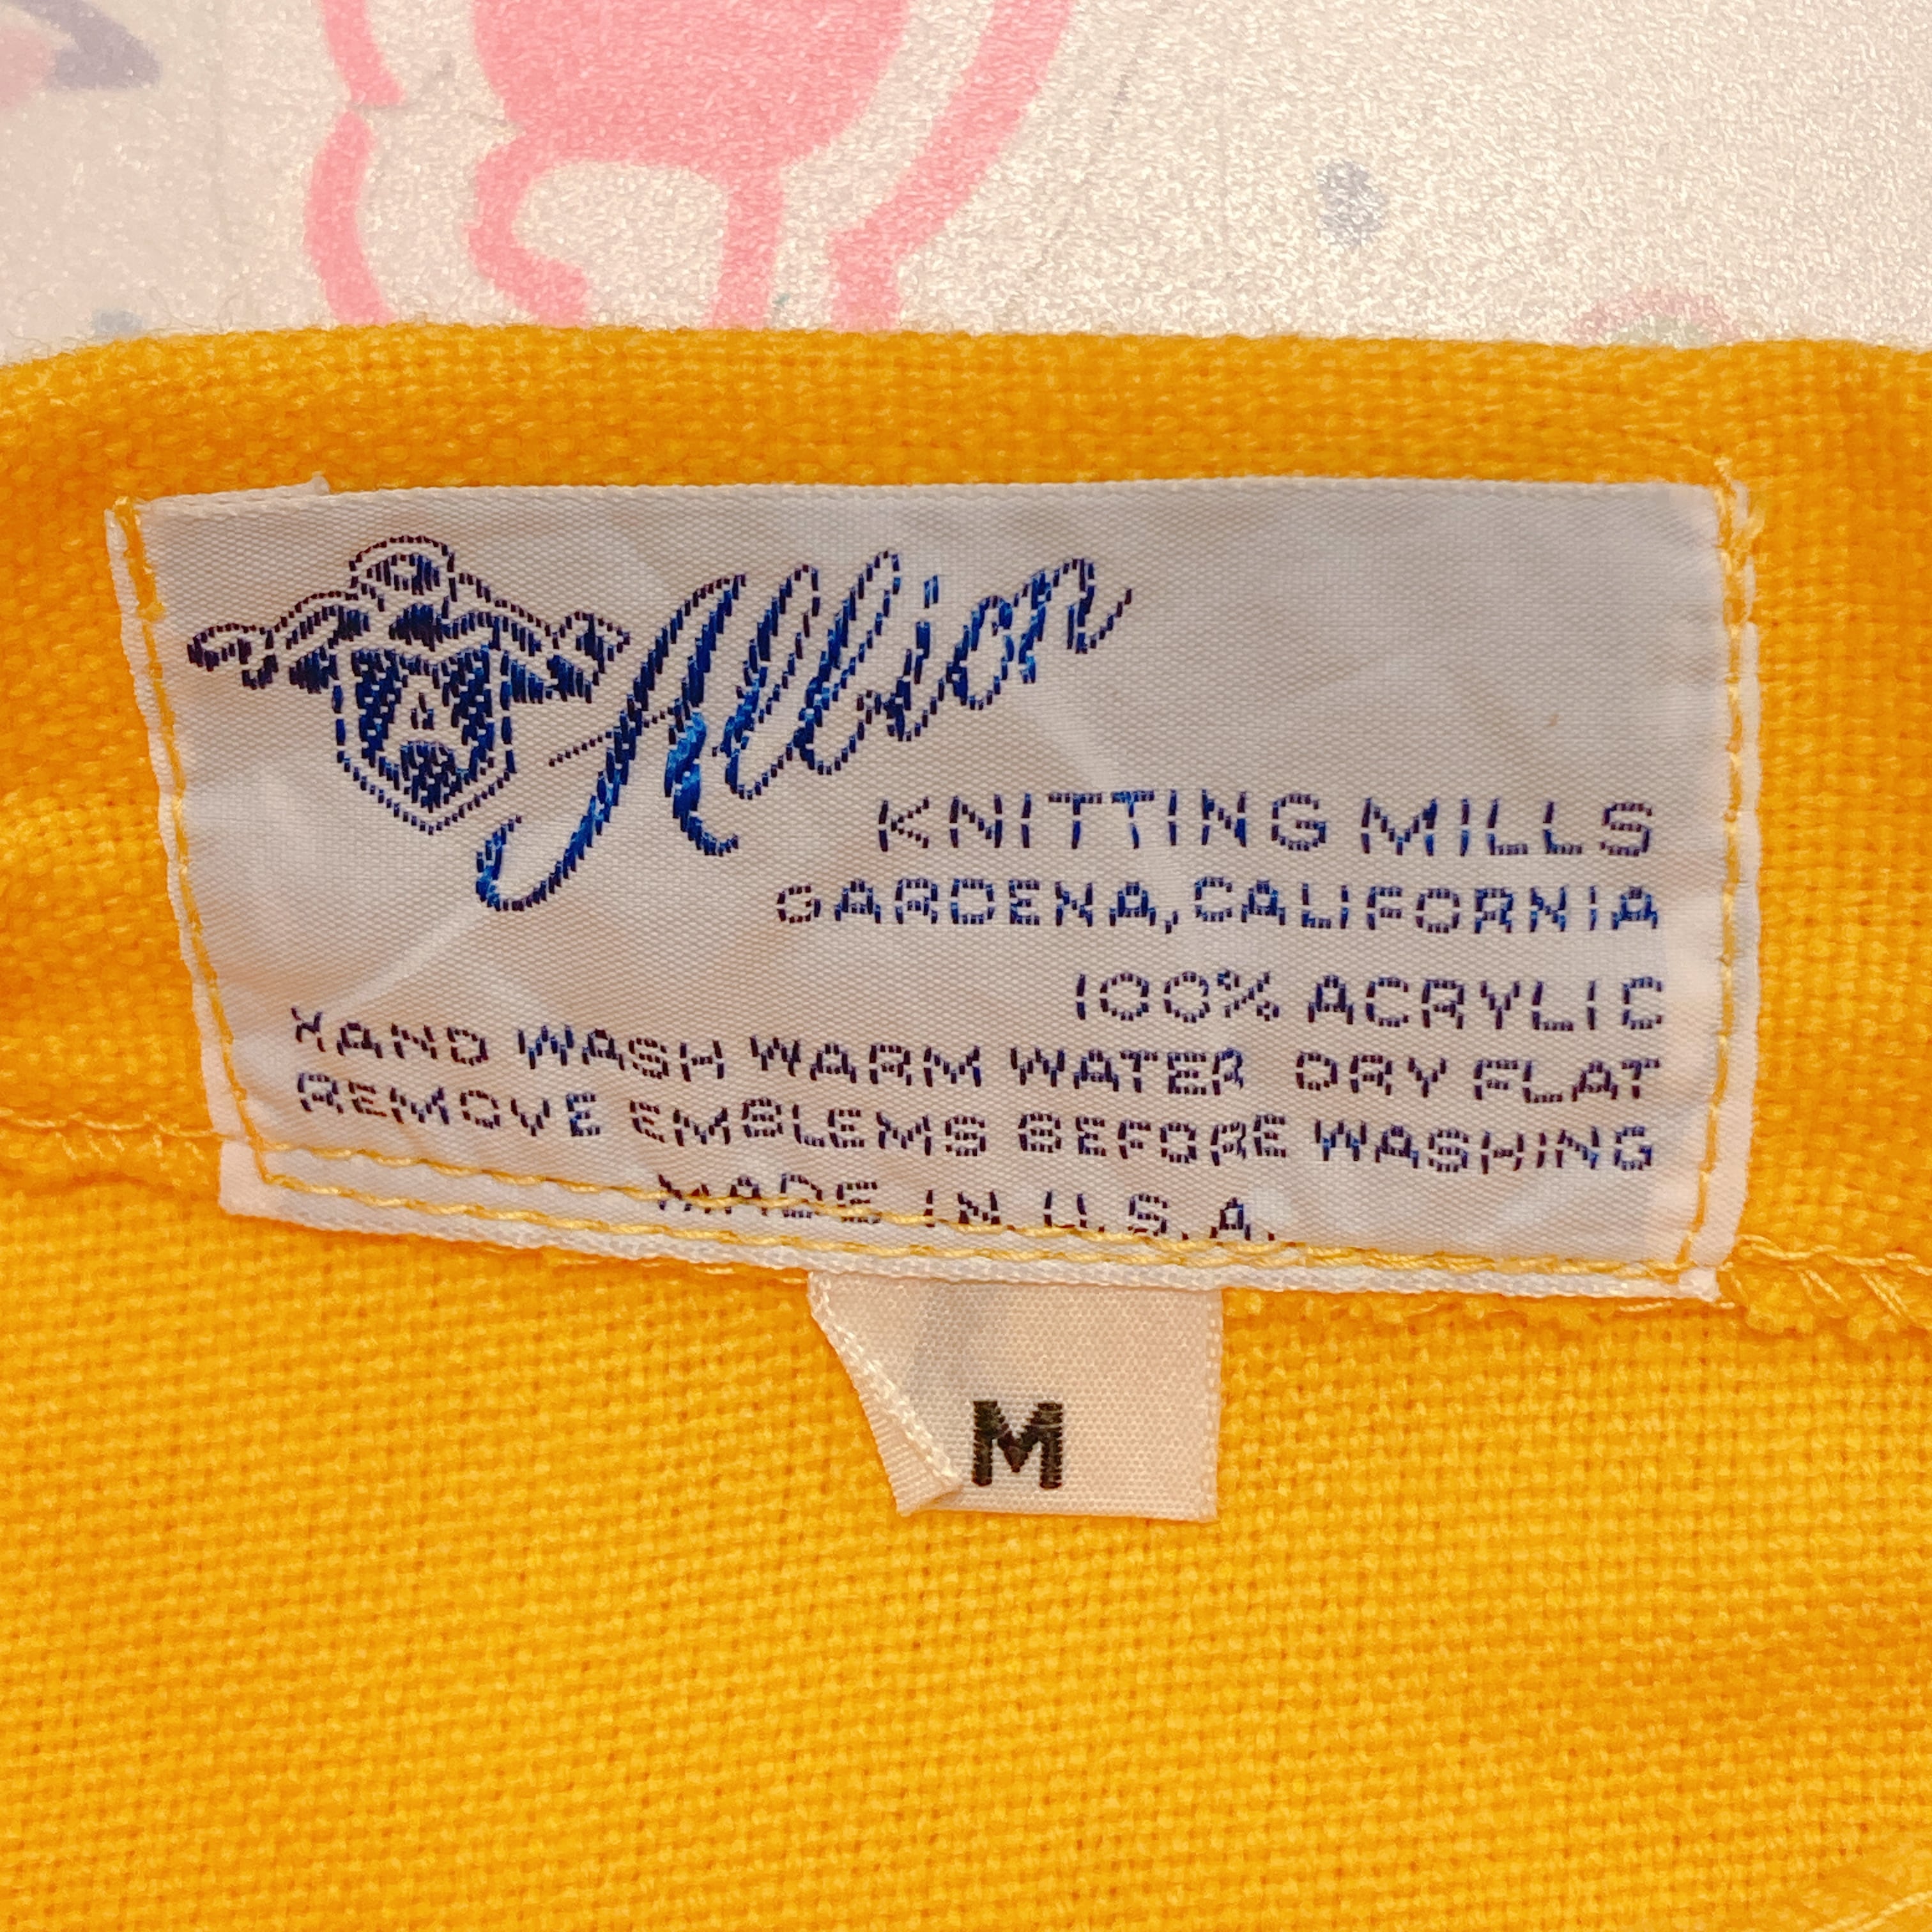 Albion
KNITTING MILLS
GARDENA, CALIFORNIA
100% ACRYLIC
HAND WASH WARM WATER DRY FLAT
REMOVE EMBLEMS BEFORE WASHING
MADE IN U.S.A.
M